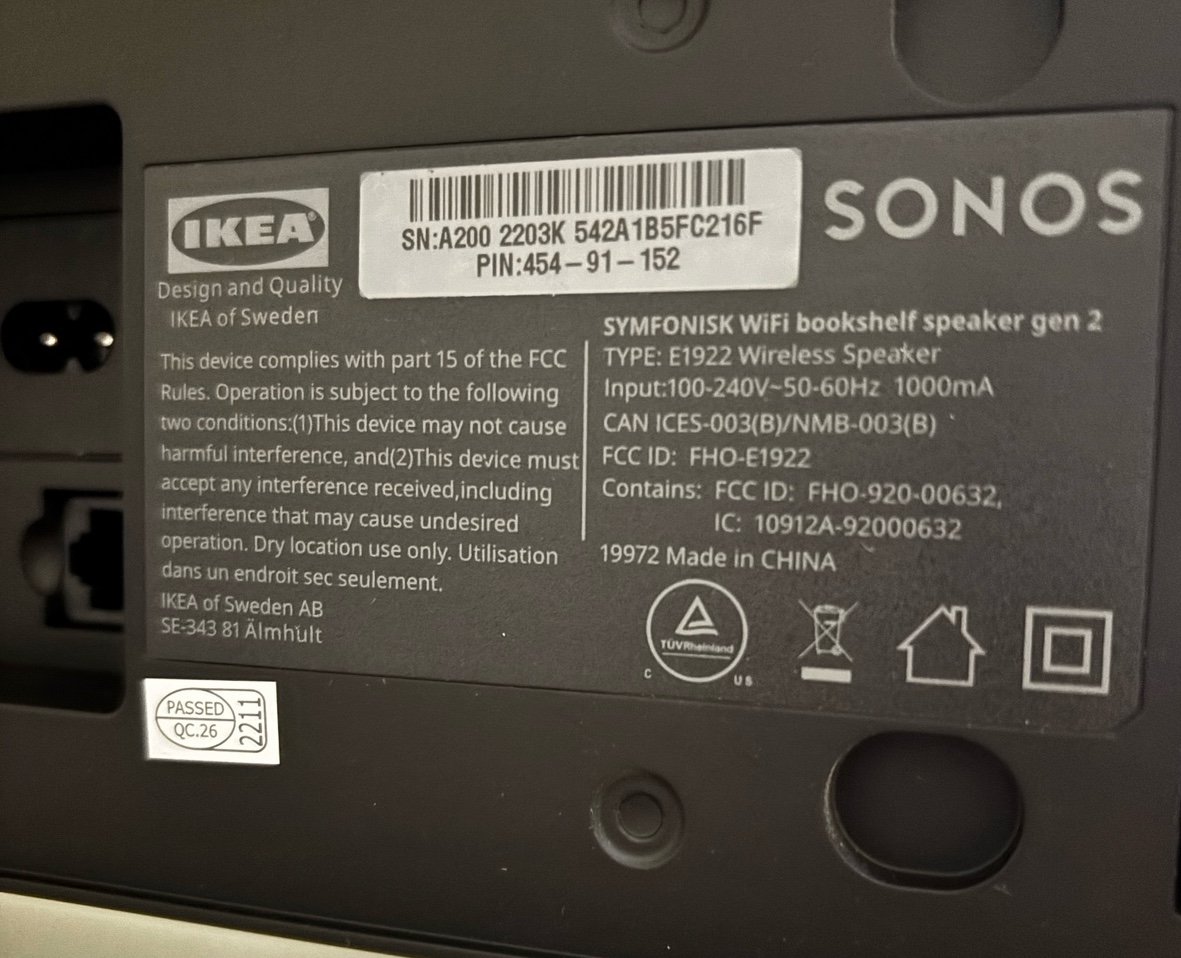 IKEA®
Design and Quality
IKEA of Sweden
SN:A200 2203K 542A1B5FC216F
PIN:454-91-152
SONOS
This device complies with part 15 of the FCC
Rules. Operation is subject to the following
two conditions:(1)This device may not cause
harmful interference, and(2)This device must
accept any interference received,including
interference that may cause undesired
operation. Dry location use only. Utilisation
dans un endroit sec seulement.
IKEA of Sweden AB
SE-343 81 Älmhult
SYMFONISK WiFi bookshelf speaker gen 2
TYPE: E1922 Wireless Speaker
Input:100-240V~50-60Hz 1000mA
CAN ICES-003(B)/NMB-003(B)
FCC ID: FHO-E1922
Contains: FCC ID: FHO-920-00632,
IC: 10912A-92000632
19972 Made in CHINA
TÜVRheinland
C US
PASSED
QC.26
2211